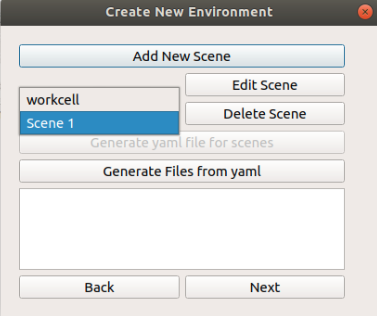 Create New Environment
Add New Scene
Edit Scene
workcell
Delete Scene
Scene 1
Generate yaml file for scenes
Generate Files from yaml
Back
Next